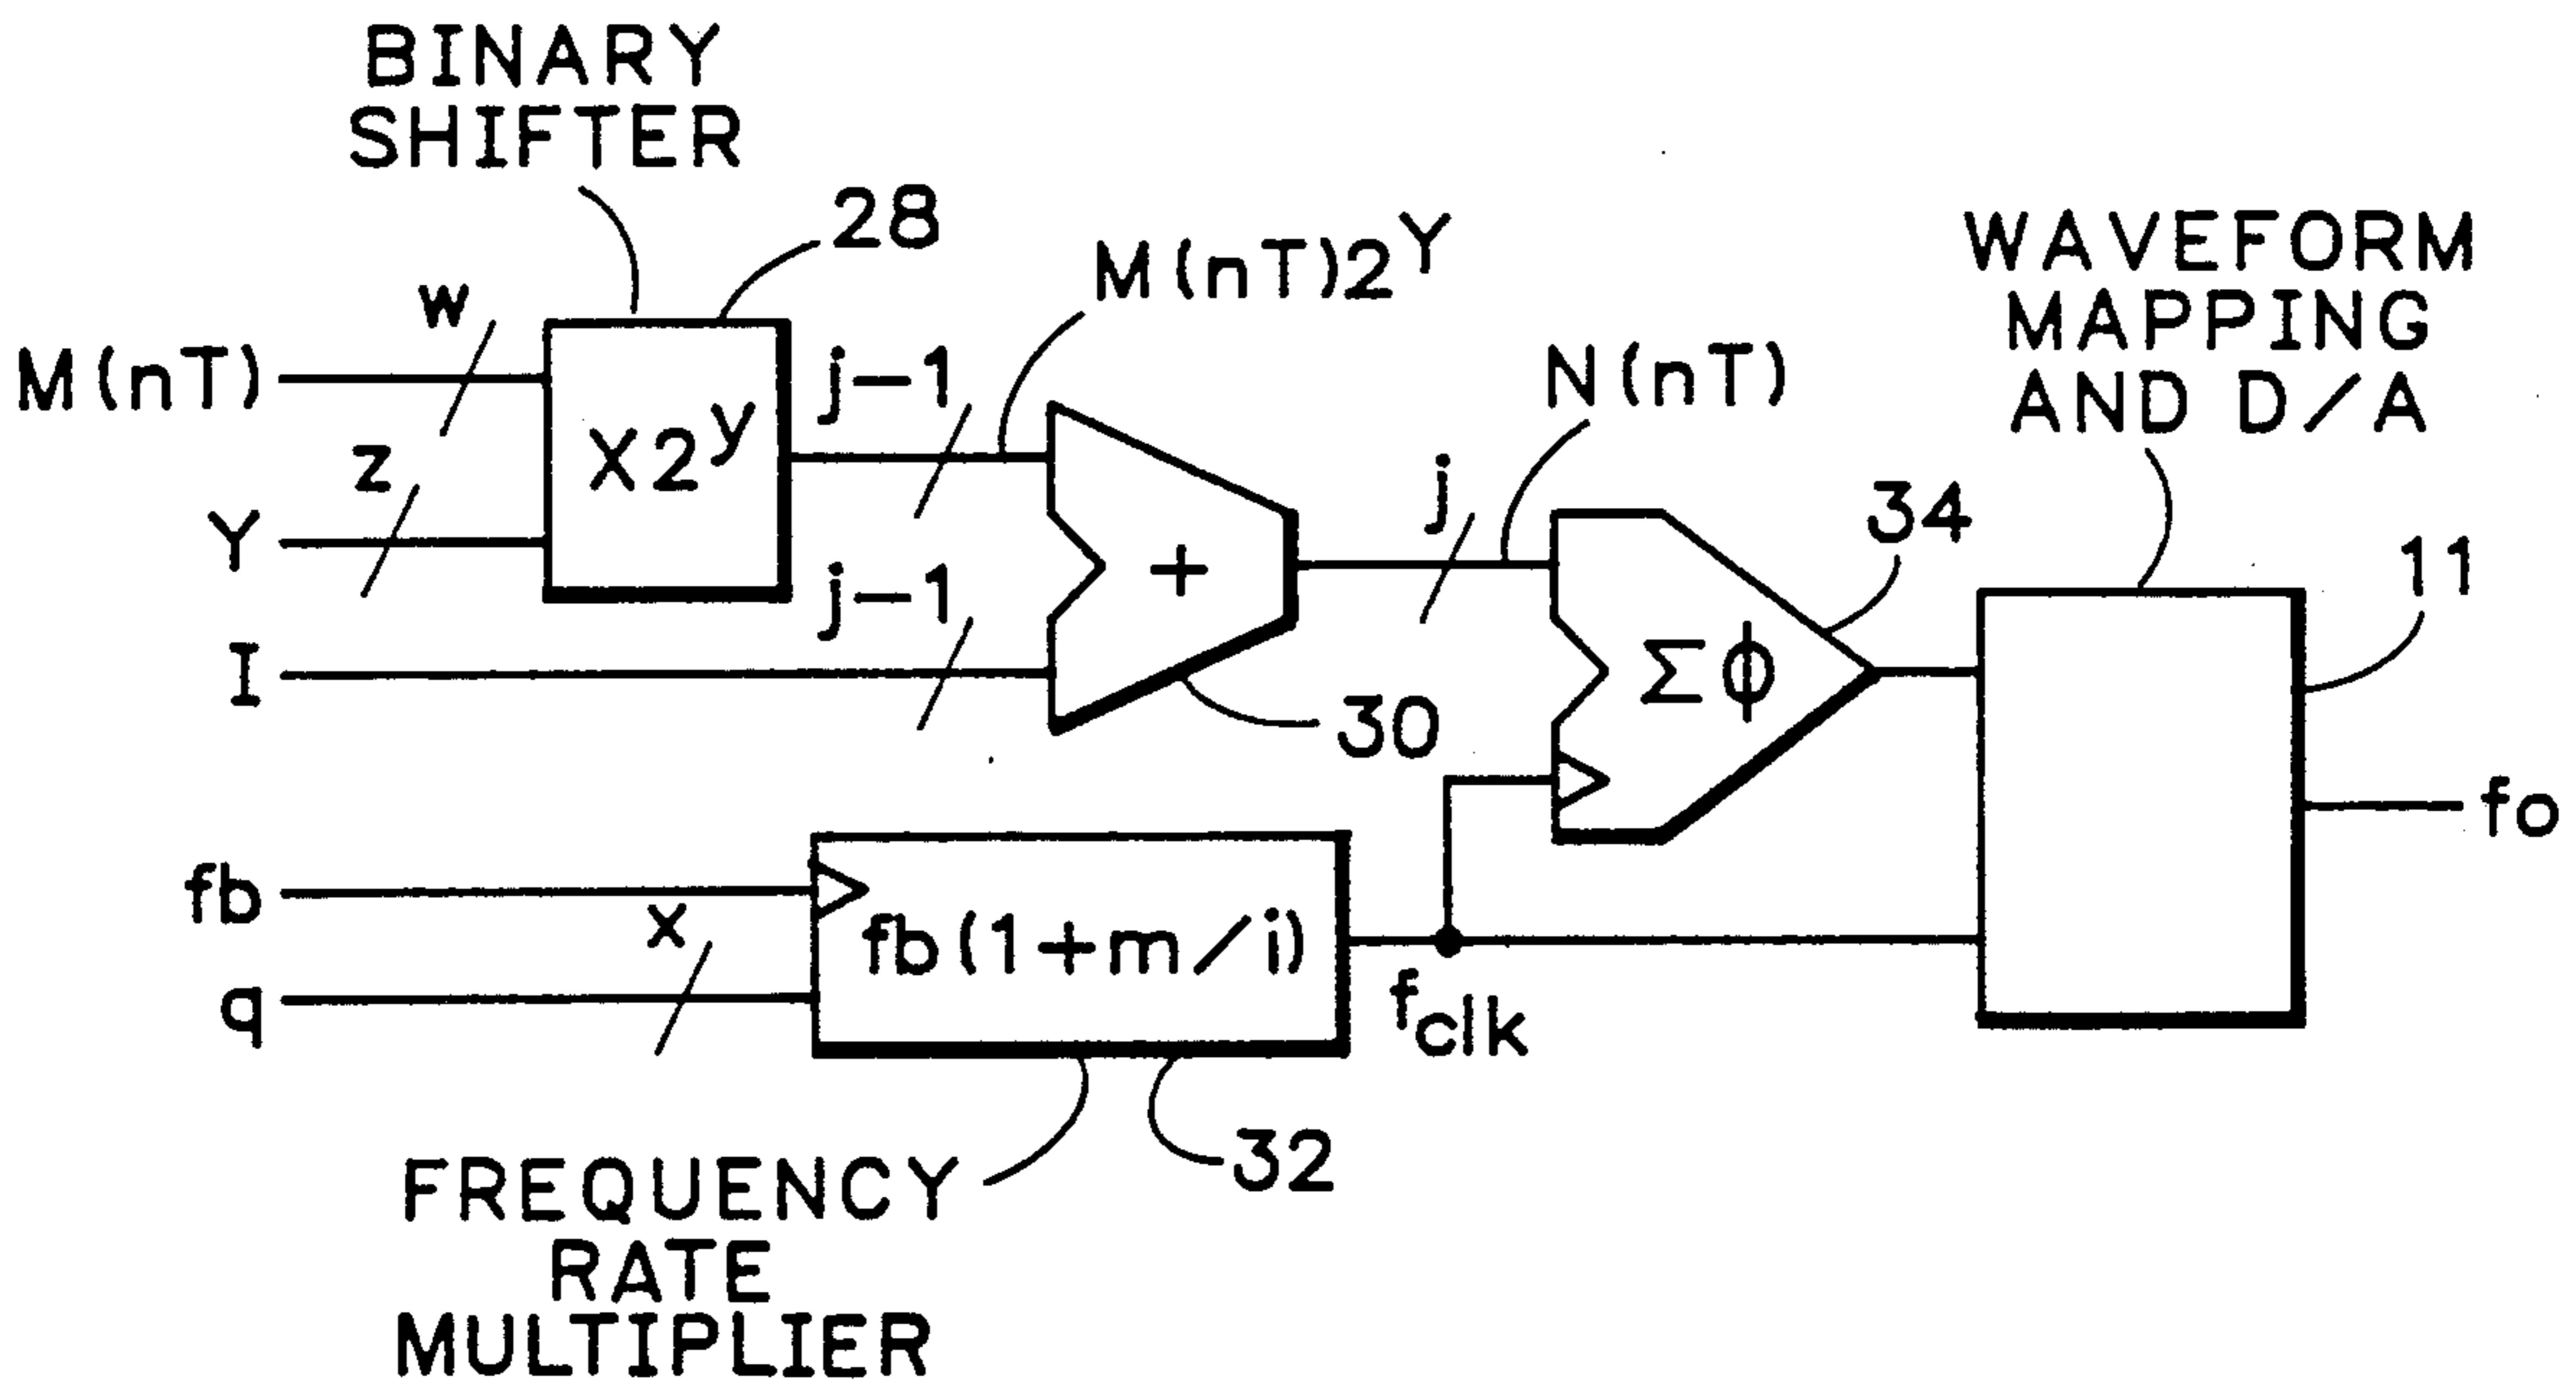 BINARY
SHIFTER
28
M(nT)2^Y
WAVEFORM
MAPPING
AND D/A
w
M(nT)
j-1
N(nT)
X2^y
z
j
34
Y
+
11
j-1
I
ΣΦ
30
fo
fb
x
fb(1+m/i)
q
fclk
32
FREQUENCY
RATE
MULTIPLIER